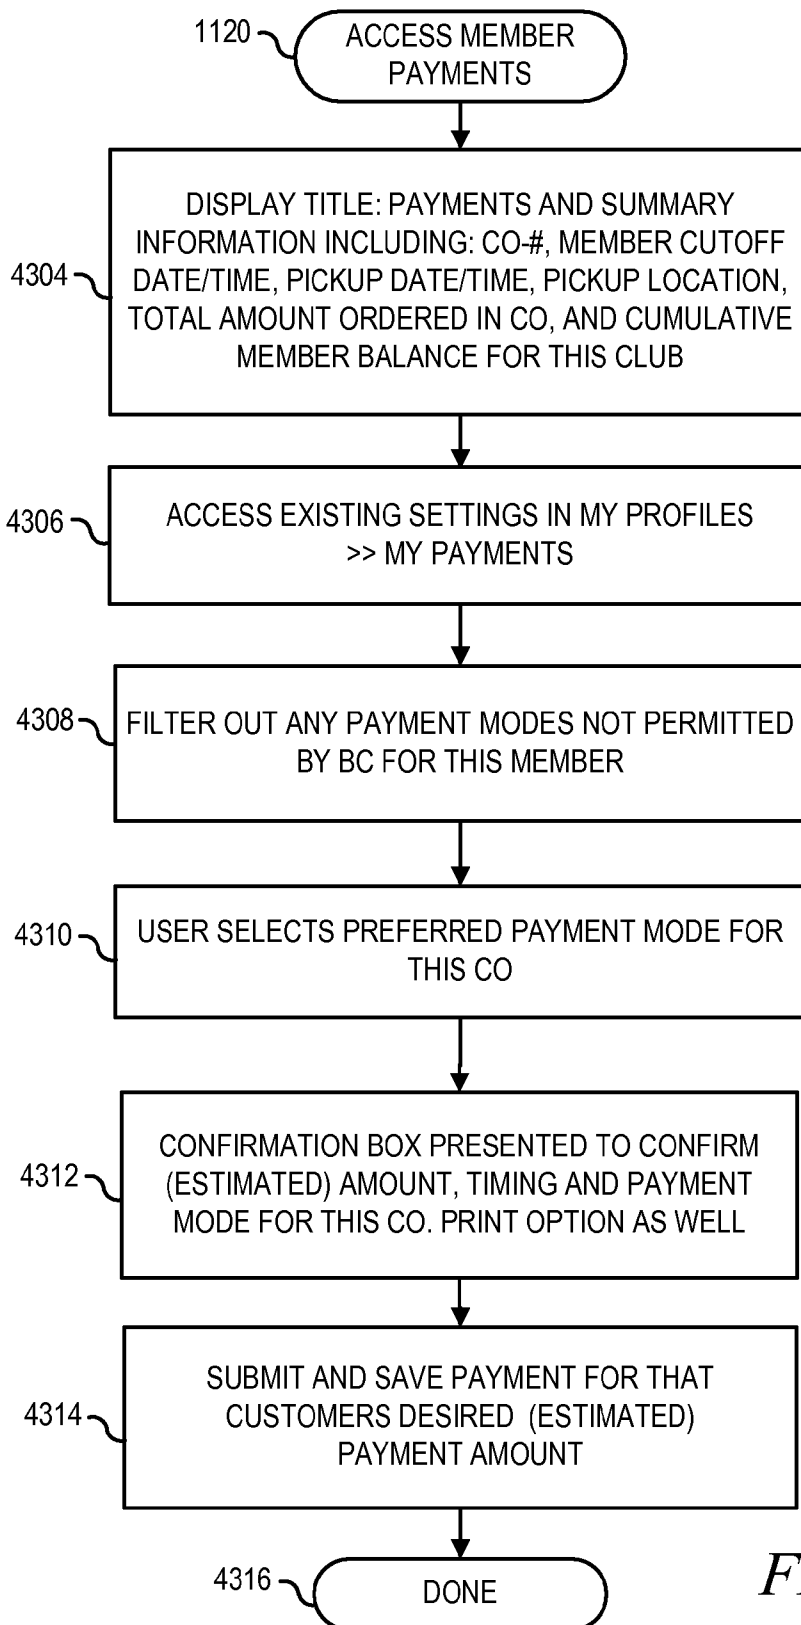 1120
ACCESS MEMBER
PAYMENTS
4304
DISPLAY TITLE: PAYMENTS AND SUMMARY
INFORMATION INCLUDING: CO-#, MEMBER CUTOFF
DATE/TIME, PICKUP DATE/TIME, PICKUP LOCATION,
TOTAL AMOUNT ORDERED IN CO, AND CUMULATIVE
MEMBER BALANCE FOR THIS CLUB
4306
ACCESS EXISTING SETTINGS IN MY PROFILES
>> MY PAYMENTS
4308
FILTER OUT ANY PAYMENT MODES NOT PERMITTED
BY BC FOR THIS MEMBER
4310
USER SELECTS PREFERRED PAYMENT MODE FOR
THIS CO
4312
CONFIRMATION BOX PRESENTED TO CONFIRM
(ESTIMATED) AMOUNT, TIMING AND PAYMENT
MODE FOR THIS CO. PRINT OPTION AS WELL
4314
SUBMIT AND SAVE PAYMENT FOR THAT
CUSTOMERS DESIRED (ESTIMATED)
PAYMENT AMOUNT
4316
DONE